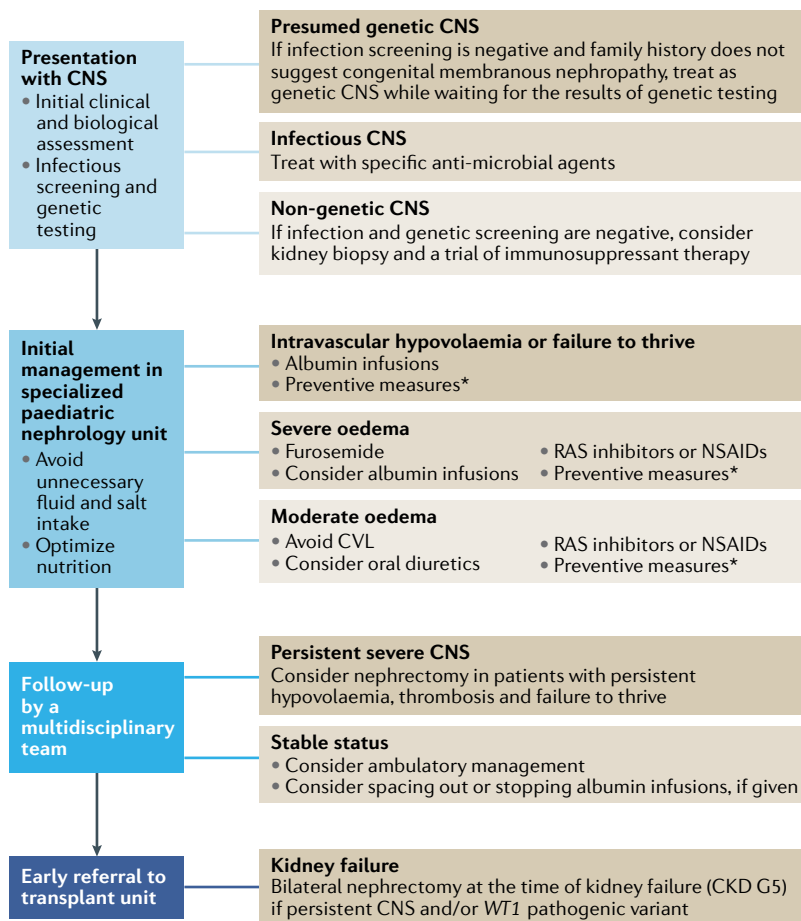 Presentation
with CNS
• Initial clinical
and biological
assessment
• Infectious
screening and
genetic
testing
Presumed genetic CNS
If infection screening is negative and family history does not
suggest congenital membranous nephropathy, treat as
genetic CNS while waiting for the results of genetic testing
Infectious CNS
Treat with specific anti-microbial agents
Non-genetic CNS
If infection and genetic screening are negative, consider
kidney biopsy and a trial of immunosuppressant therapy
Initial
management in
specialized
paediatric
nephrology unit
• Avoid
unnecessary
fluid and salt
intake
• Optimize
nutrition
Intravascular hypovolaemia or failure to thrive
• Albumin infusions
• Preventive measures*
Severe oedema
• Furosemide
• Consider albumin infusions
• RAS inhibitors or NSAIDs
• Preventive measures*
Moderate oedema
• Avoid CVL
• Consider oral diuretics
• RAS inhibitors or NSAIDs
• Preventive measures*
Follow-up
by a
multidisciplinary
team
Persistent severe CNS
Consider nephrectomy in patients with persistent
hypovolaemia, thrombosis and failure to thrive
Stable status
• Consider ambulatory management
• Consider spacing out or stopping albumin infusions, if given
Early referral to
transplant unit
Kidney failure
Bilateral nephrectomy at the time of kidney failure (CKD G5)
if persistent CNS and/or WT1 pathogenic variant